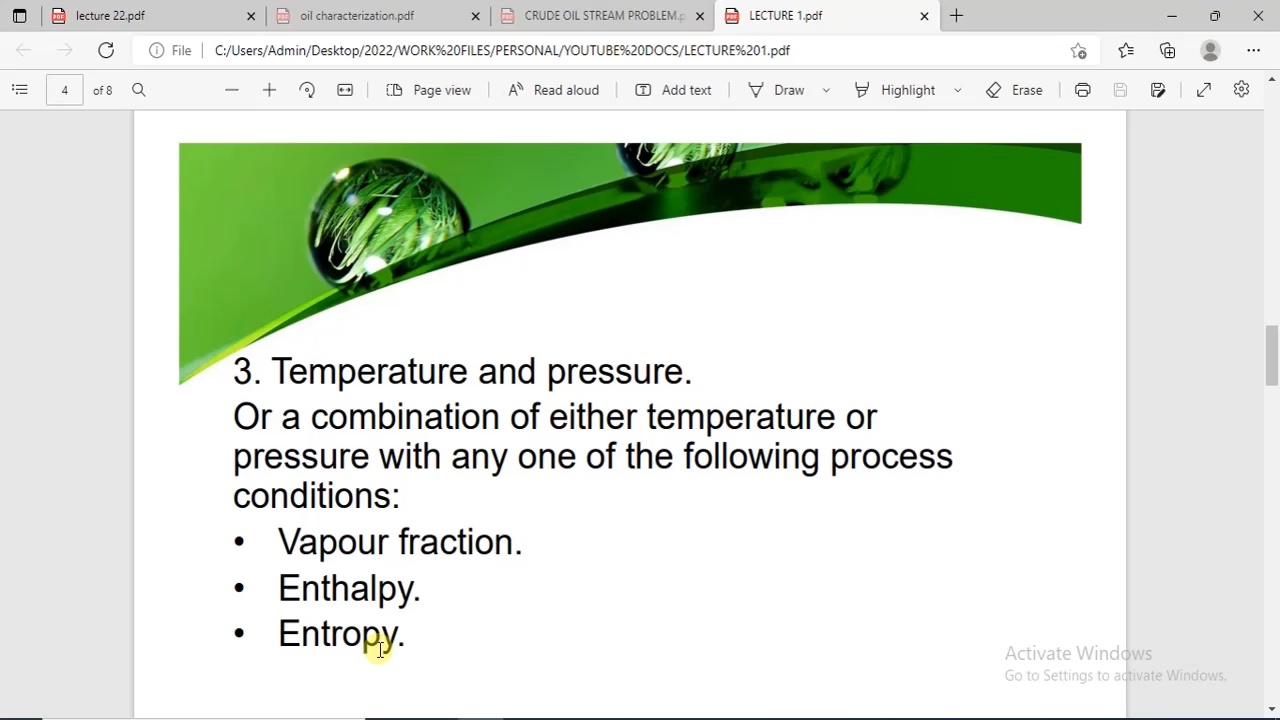 lecture 22.pdf
oil characterization.pdf
CRUDE OIL STREAM PROBLEM.p
LECTURE 1.pdf
File
C:/Users/Admin/Desktop/2022/WORK%20FILES/PERSONAL/YOUTUBE%20DOCS/LECTURE%201.pdf
4 of 8
Page view
Read aloud
Add text
Draw
Highlight
Erase
3. Temperature and pressure.
Or a combination of either temperature or
pressure with any one of the following process
conditions:
• Vapour fraction.
• Enthalpy.
• Entropy.
Activate Windows
Go to Settings to activate Windows.